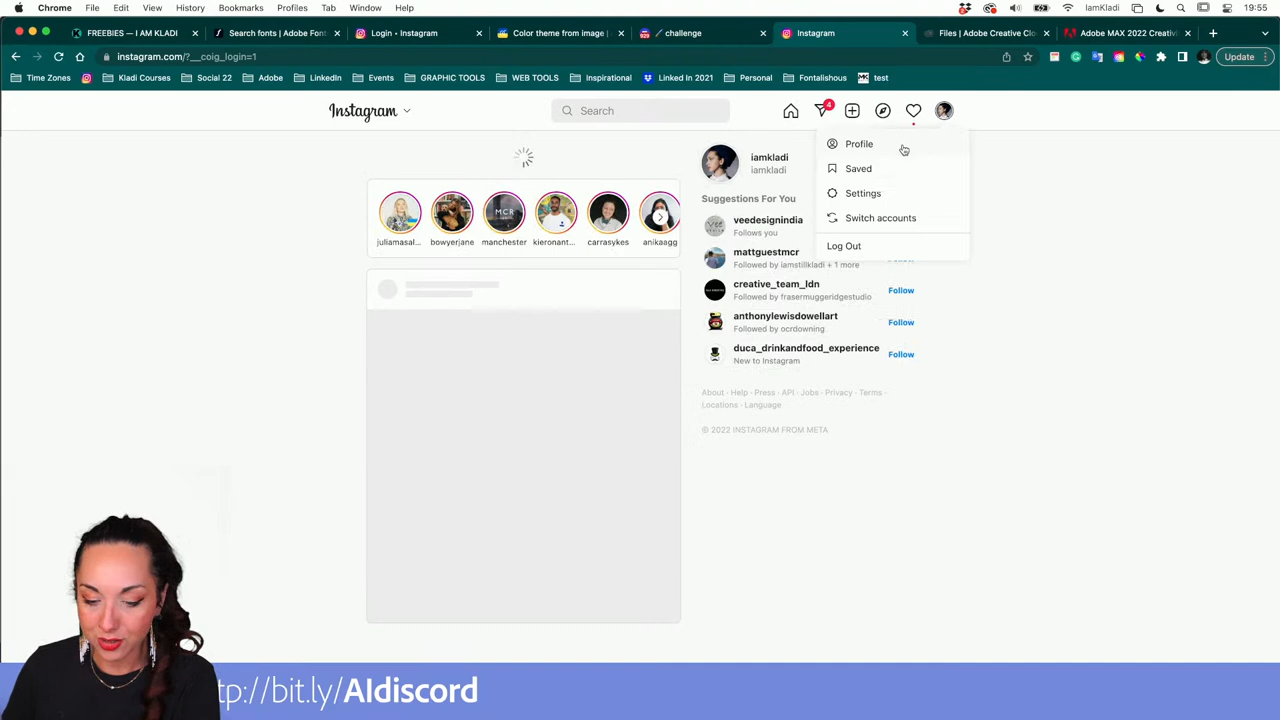 Chrome File Edit View History Bookmarks Profiles Tab Window Help IamKladi 19:55
FREEBIES — I AM KLADI Search fonts | Adobe Font Login • Instagram Color theme from image | challenge Instagram Files | Adobe Creative Clo Adobe MAX 2022 Creativi
instagram.com/?__coig_login=1 Update
Time Zones Kladi Courses Social 22 Adobe LinkedIn Events GRAPHIC TOOLS WEB TOOLS Inspirational Linked In 2021 Personal Fontalishous test
Instagram Search 4
Profile
Saved
Settings
Switch accounts
Log Out
juliamasal... bowyerjane manchester kieronant... carrasykes anikaagg
iamkladi
iamkladi
Suggestions For You
veedesignindia
Follows you
mattguestmcr
Followed by iamstillkladi + 1 more
creative_team_ldn
Followed by frasermuggeridgestudio
Follow
anthonylewisdowellart
Followed by ocrdowning
Follow
duca_drinkandfood_experience
New to Instagram
Follow
About · Help · Press · API · Jobs · Privacy · Terms ·
Locations · Language
© 2022 INSTAGRAM FROM META
tp://bit.ly/AIdiscord